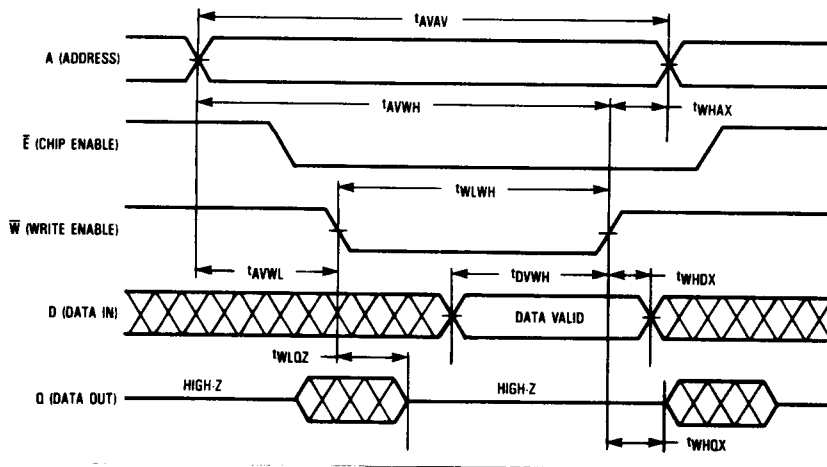 tAVAV
A (ADDRESS)
tAVWH
tWHAX
E̅ (CHIP ENABLE)
tWLWH
W̅ (WRITE ENABLE)
tAVWL
tDVWH
tWHDX
D (DATA IN)
DATA VALID
tWLQZ
HIGH-Z
HIGH-Z
Q (DATA OUT)
tWHQX